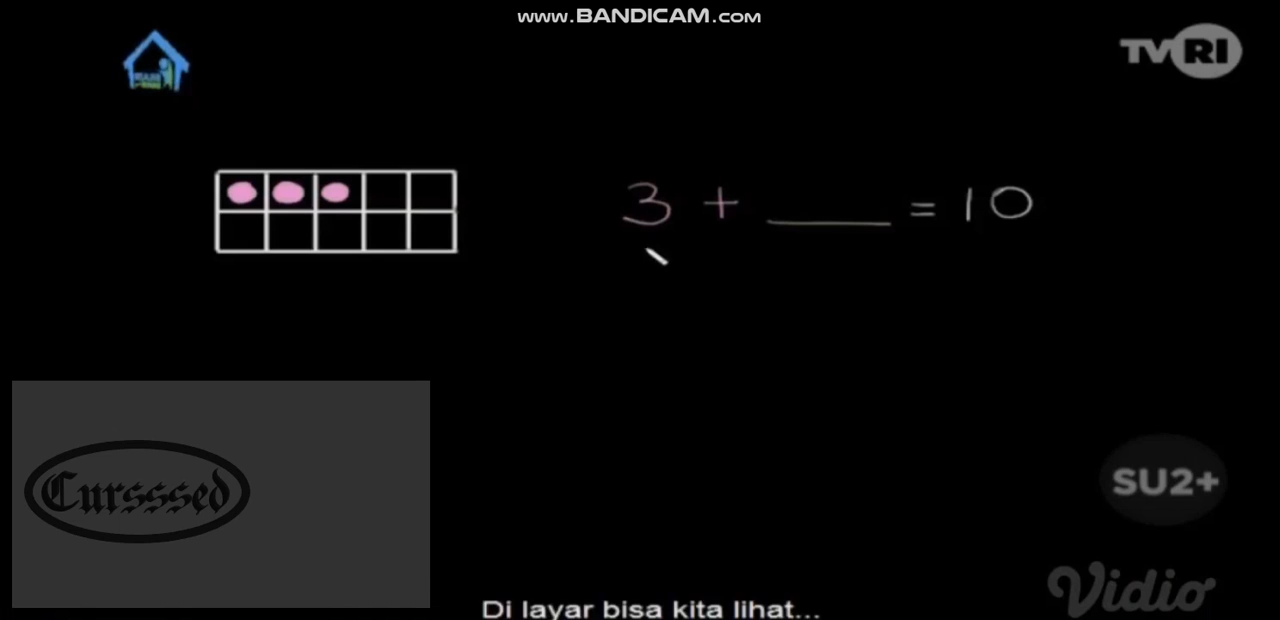 www.BANDICAM.com
TVRI
3 + ____ = 10
Cursssed
SU2+
Vidio
Di layar bisa kita lihat...